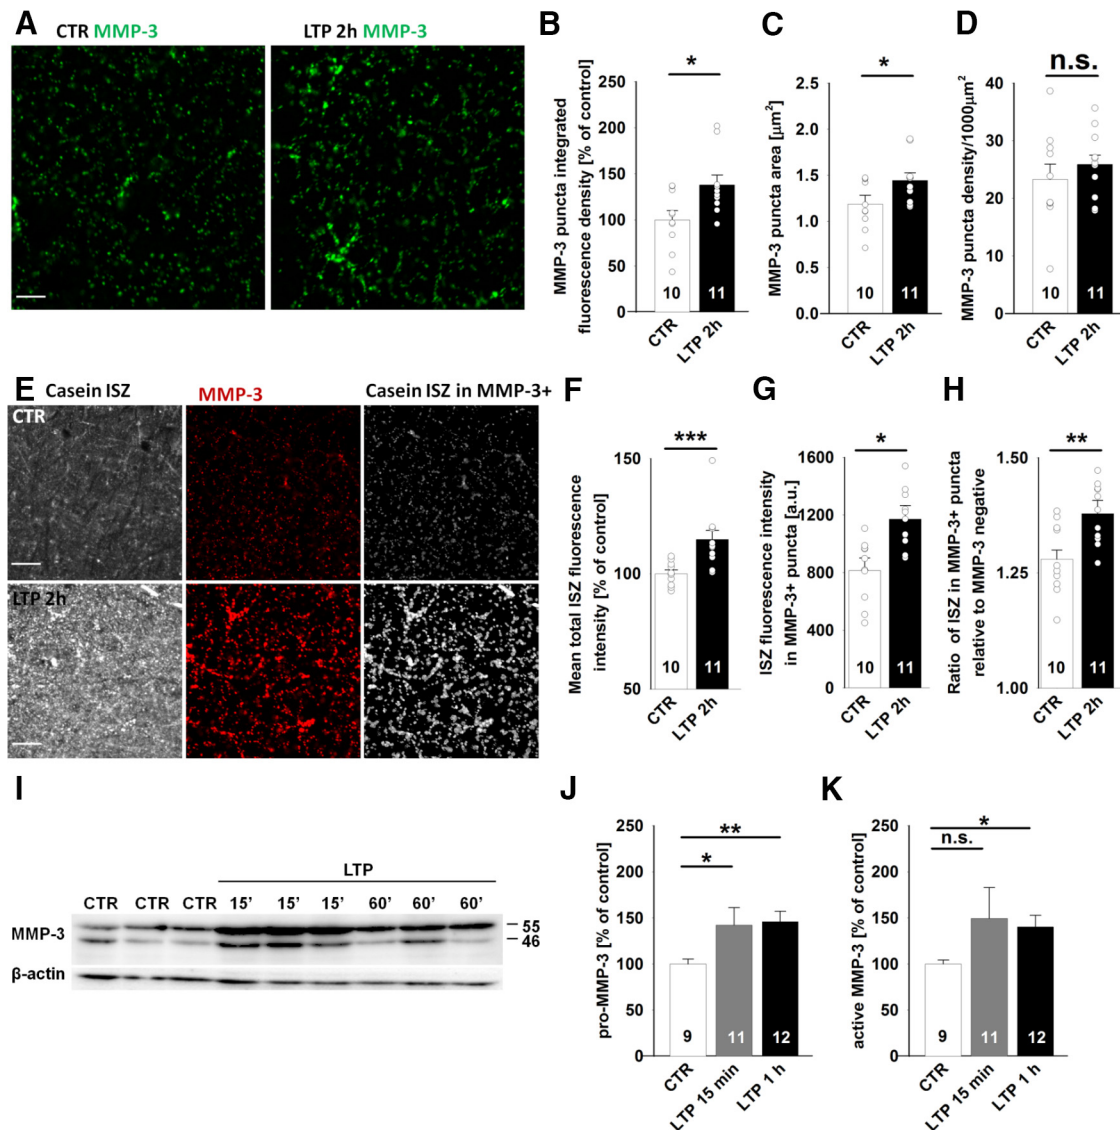 A
CTR MMP-3
LTP 2h MMP-3
B
MMP-3 puncta integrated
fluorescence density [% of control]
250
200
150
100
50
0
*
10
11
CTR
LTP 2h
C
MMP-3 puncta area [µm²]
2.5
2.0
1.5
1.0
0.5
0.0
*
10
11
CTR
LTP 2h
D
MMP-3 puncta density/1000µm²
40
30
20
10
0
n.s.
10
11
CTR
LTP 2h
E
Casein ISZ
MMP-3
Casein ISZ in MMP-3+
CTR
LTP 2h
F
Mean total ISZ fluorescence
intensity [% of control]
150
100
50
***
10
11
CTR
LTP 2h
G
ISZ fluorescence intensity
in MMP-3+ puncta [a.u.]
1600
1200
800
400
0
*
10
11
CTR
LTP 2h
H
Ratio of ISZ in MMP-3+ puncta
relative to MMP-3 negative
1.50
1.25
1.00
**
10
11
CTR
LTP 2h
I
LTP
CTR CTR CTR 15' 15' 15' 60' 60' 60'
MMP-3
55
46
β-actin
J
pro-MMP-3 [% of control]
250
200
150
100
50
0
**
*
9
11
12
CTR
LTP 15 min
LTP 1 h
K
active MMP-3 [% of control]
250
200
150
100
50
0
*
n.s.
9
11
12
CTR
LTP 15 min
LTP 1 h